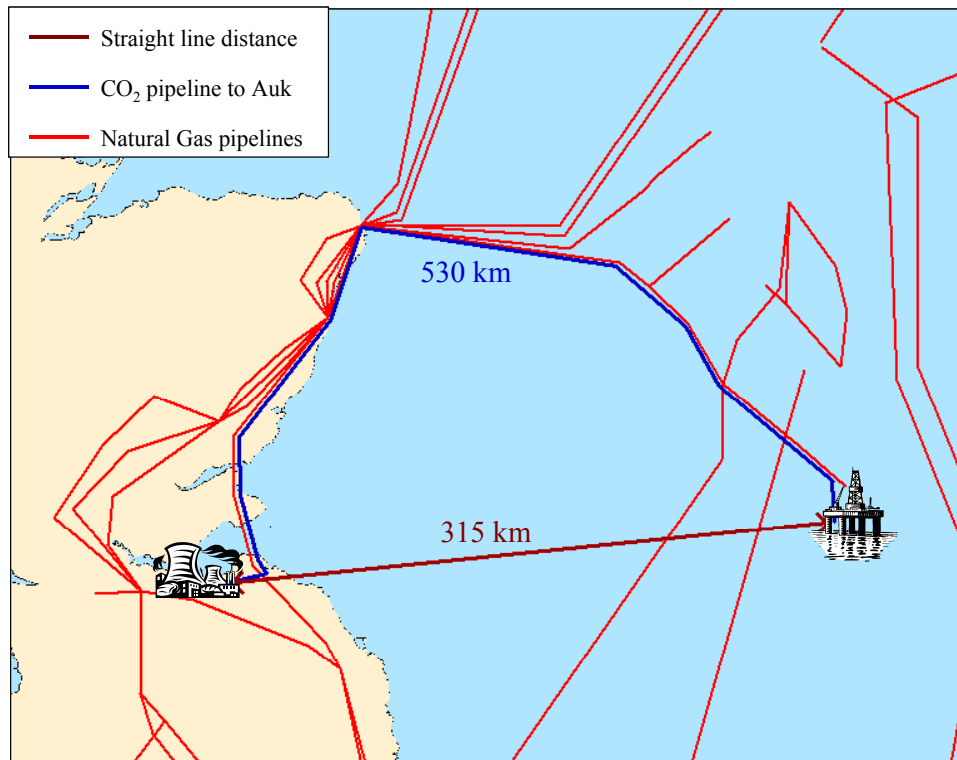 Straight line distance
CO₂ pipeline to Auk
Natural Gas pipelines
530 km
315 km